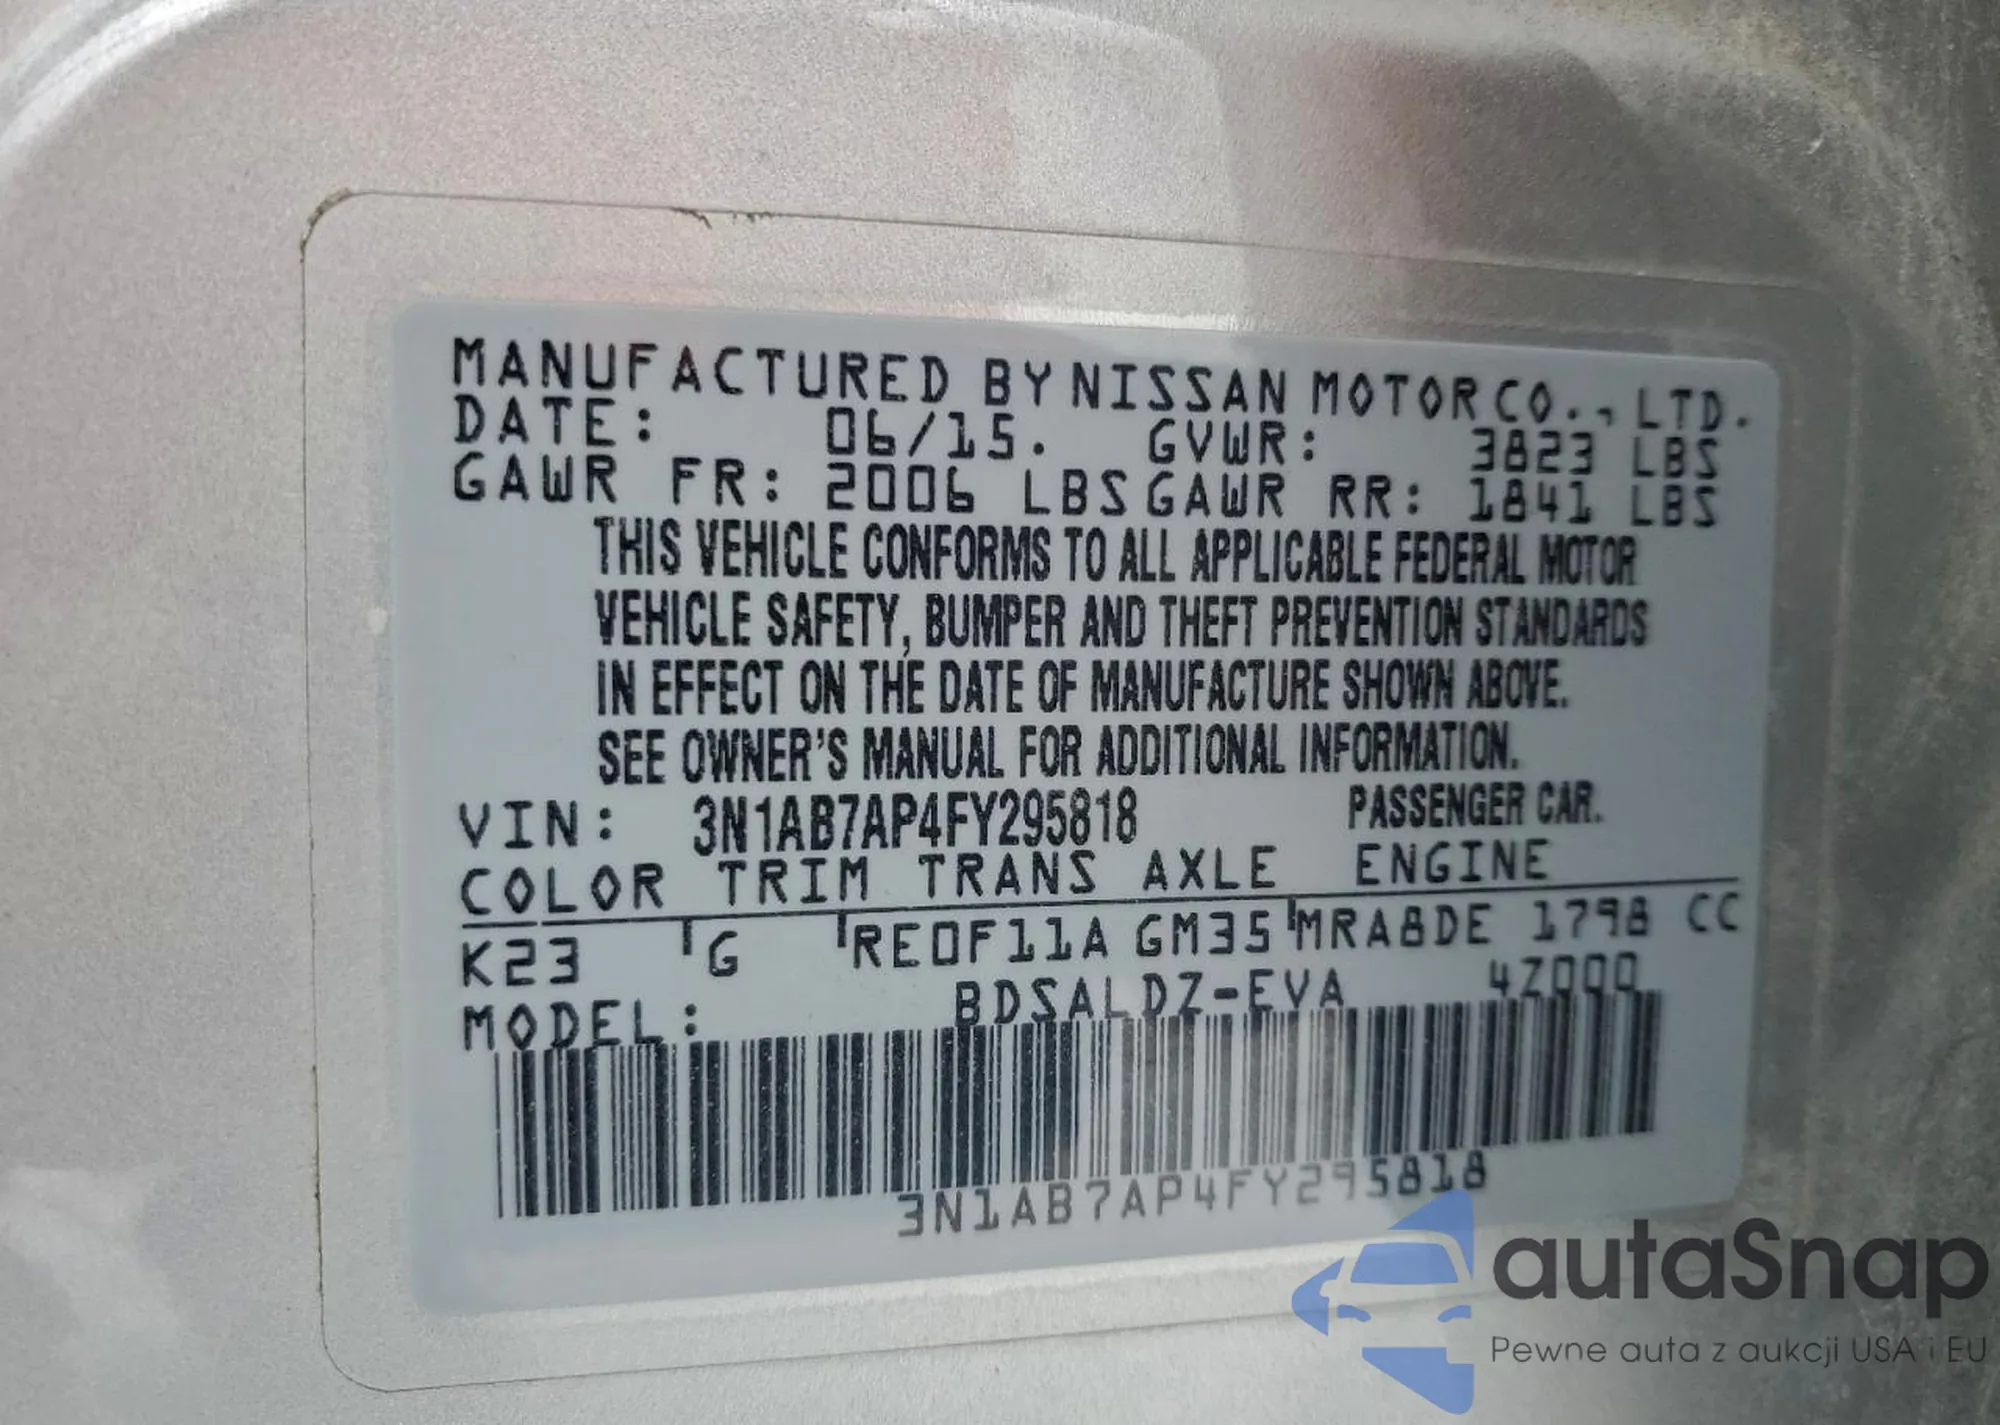 MANUFACTURED BY NISSAN MOTOR CO., LTD.
DATE: 06/15. GVWR: 3823 LBS
GAWR FR: 2006 LBS GAWR RR: 1841 LBS
THIS VEHICLE CONFORMS TO ALL APPLICABLE FEDERAL MOTOR
VEHICLE SAFETY, BUMPER AND THEFT PREVENTION STANDARDS
IN EFFECT ON THE DATE OF MANUFACTURE SHOWN ABOVE.
SEE OWNER'S MANUAL FOR ADDITIONAL INFORMATION.
VIN: 3N1AB7AP4FY295818 PASSENGER CAR.
COLOR TRIM TRANS AXLE ENGINE
K23 G RE0F11A GM35 MRA8DE 1798 CC
MODEL: BDSALDZ-EVA 4Z000
3N1AB7AP4FY295818
autaSnap
Pewne auta z aukcji USA i EU